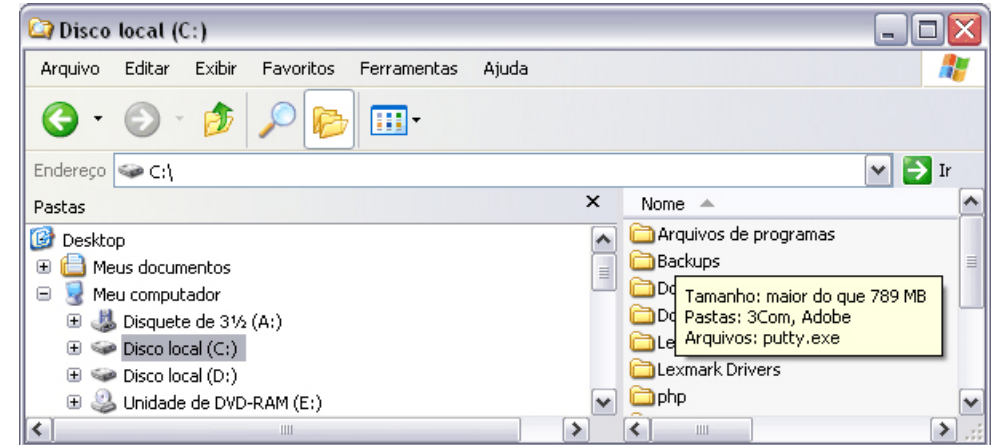 Disco local (C:)
Arquivo Editar Exibir Favoritos Ferramentas Ajuda
Endereço C:\ Ir
Pastas
Desktop
Meus documentos
Meu computador
Disquete de 3½ (A:)
Disco local (C:)
Disco local (D:)
Unidade de DVD-RAM (E:)
Nome
Arquivos de programas
Backups
Tamanho: maior do que 789 MB
Pastas: 3Com, Adobe
Arquivos: putty.exe
Lexmark Drivers
php